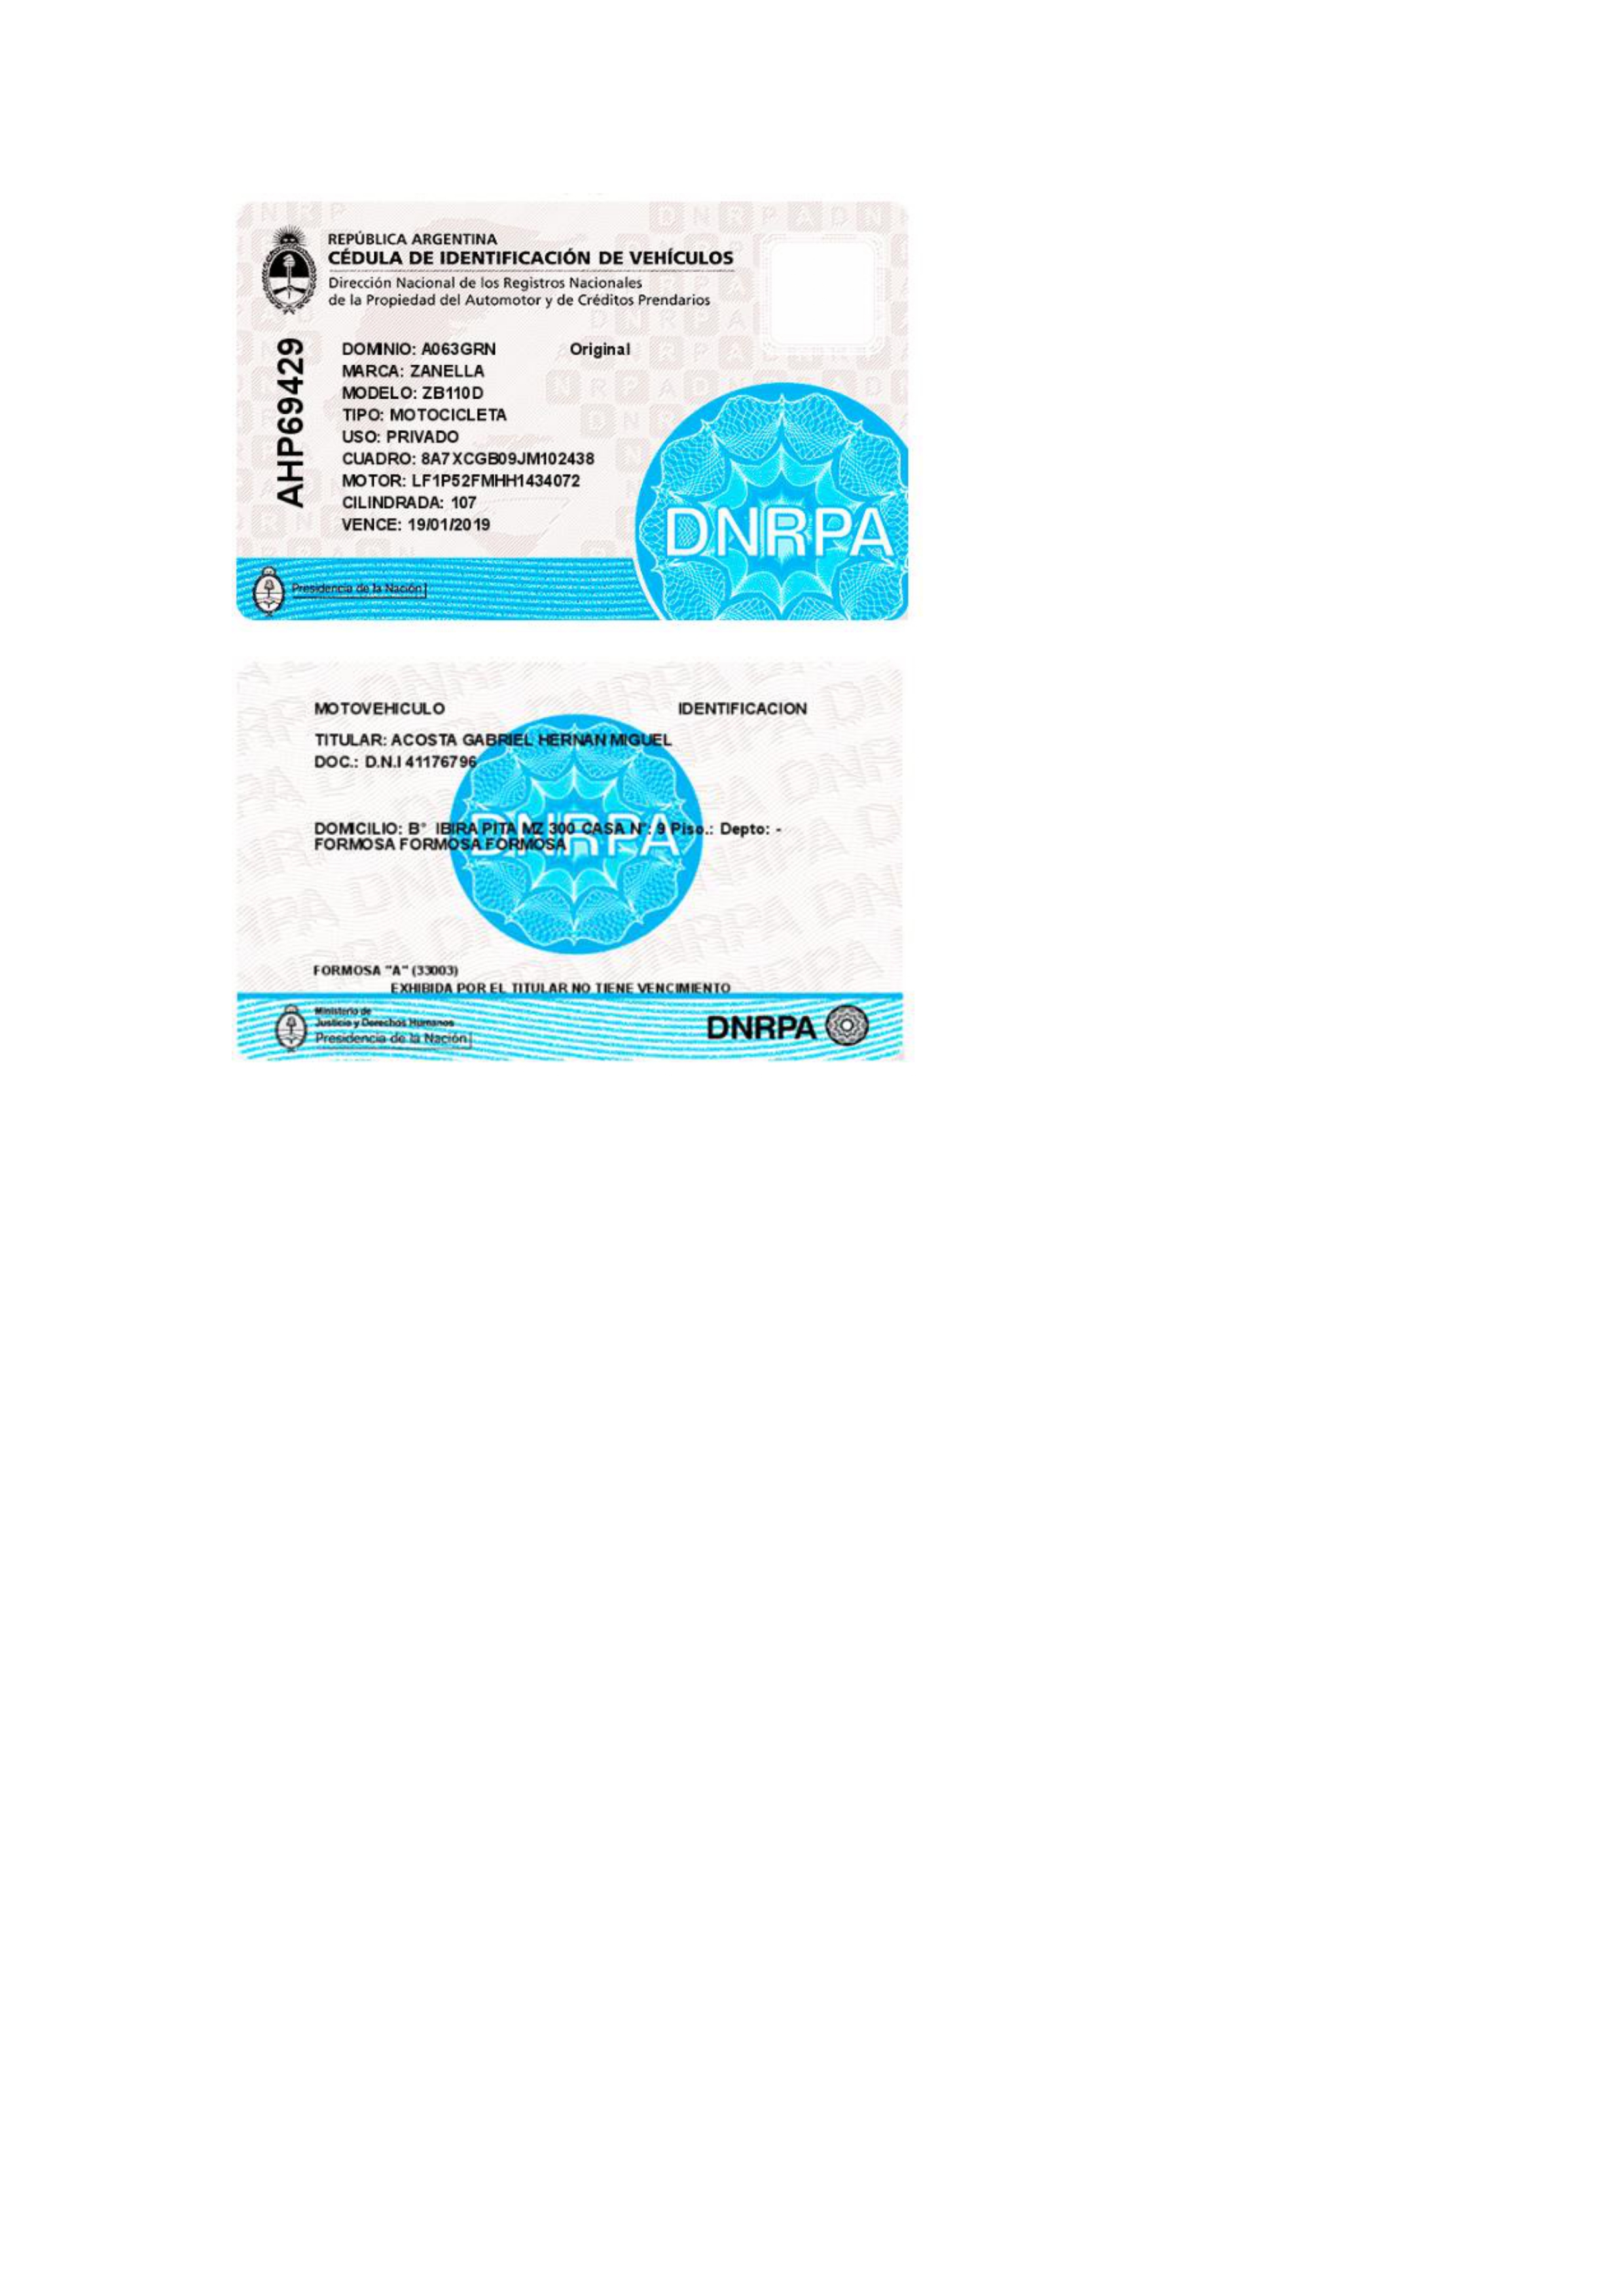 REPÚBLICA ARGENTINA
CÉDULA DE IDENTIFICACIÓN DE VEHÍCULOS
Dirección Nacional de los Registros Nacionales
de la Propiedad del Automotor y de Créditos Prendarios
AHP69429
DOMINIO: A063GRN Original
MARCA: ZANELLA
MODELO: ZB110D
TIPO: MOTOCICLETA
USO: PRIVADO
CUADRO: 8A7XCGB09JM102438
MOTOR: LF1P52FMHH1434072
CILINDRADA: 107
VENCE: 19/01/2019
DNRPA
Presidencia de la Nación
MOTOVEHICULO IDENTIFICACION
TITULAR: ACOSTA GABRIEL HERNAN MIGUEL
DOC.: D.N.I 41176796
DNRPA
DOMICILIO: B° IBIRA PITA MZ 300 CASA N°: 9 Piso.: Depto: -
FORMOSA FORMOSA FORMOSA
FORMOSA "A" (33003)
EXHIBIDA POR EL TITULAR NO TIENE VENCIMIENTO
Ministerio de
Justicia y Derechos Humanos
Presidencia de la Nación
DNRPA